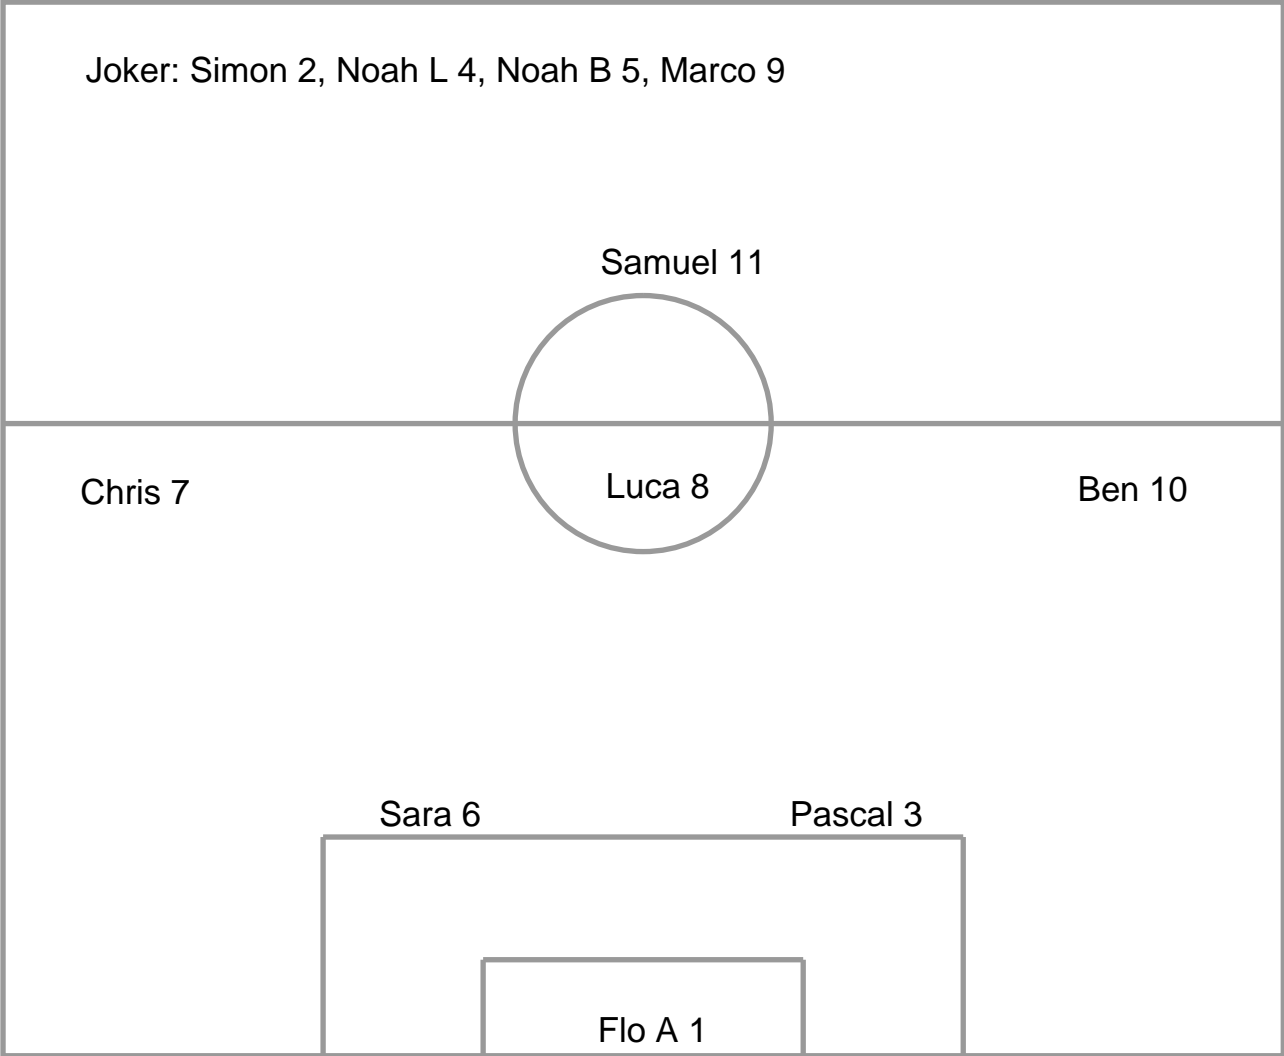 Joker: Simon 2, Noah L 4, Noah B 5, Marco 9
Samuel 11
Chris 7
Luca 8
Ben 10
Sara 6
Pascal 3
Flo A 1